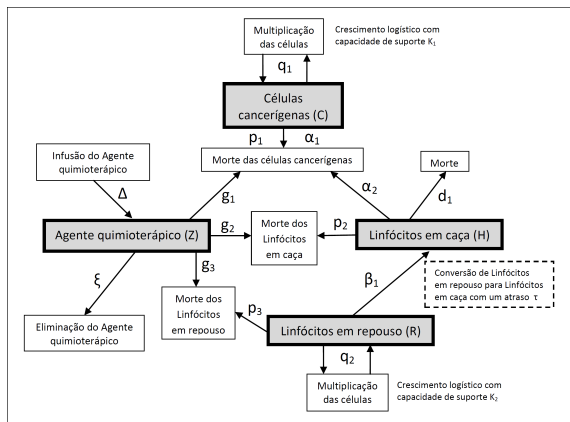 Multiplicação
das células
Crescimento logístico com
capacidade de suporte K₁
q₁
Células
cancerígenas (C)
p₁
α₁
Infusão do Agente
quimioterápico
Morte das células cancerígenas
Morte
Δ
g₁
α₂
d₁
Agente quimioterápico (Z)
g₂
Morte dos
Linfócitos
em caça
p₂
Linfócitos em caça (H)
g₃
ξ
β₁
Conversão de Linfócitos
em repouso para Linfócitos
em caça com um atraso τ
Morte dos
Linfócitos
em repouso
p₃
Eliminação do Agente
quimioterápico
Linfócitos em repouso (R)
q₂
Multiplicação
das células
Crescimento logístico com
capacidade de suporte K₂